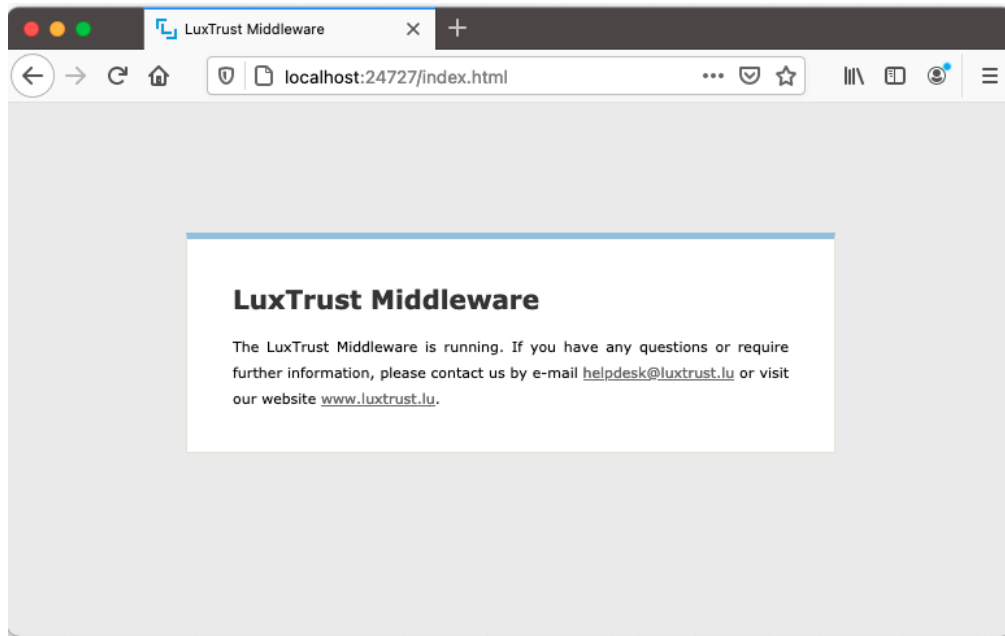 LuxTrust Middleware
localhost:24727/index.html
LuxTrust Middleware
The LuxTrust Middleware is running. If you have any questions or require
further information, please contact us by e-mail helpdesk@luxtrust.lu or visit
our website www.luxtrust.lu.